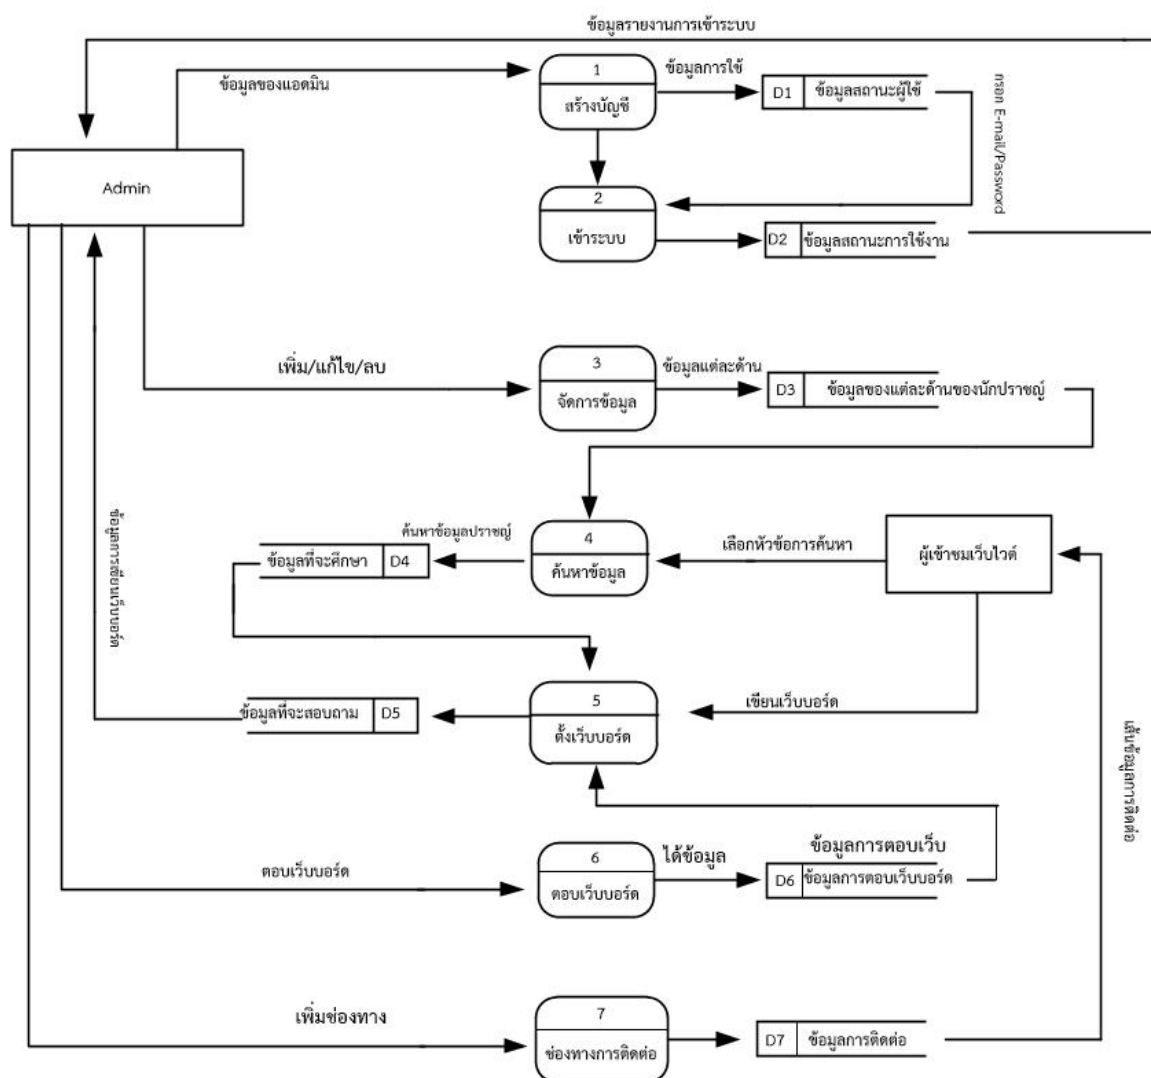 ข้อมูลรายงานการเข้าระบบ
ข้อมูลของแอดมิน
1
สร้างบัญชี
ข้อมูลการใช้
D1
ข้อมูลสถานะผู้ใช้
กรอก E-mail/Password
Admin
2
เข้าระบบ
D2
ข้อมูลสถานะการใช้งาน
เพิ่ม/แก้ไข/ลบ
3
จัดการข้อมูล
ข้อมูลแต่ละด้าน
D3
ข้อมูลของแต่ละด้านของนักปราชญ์
ข้อมูลการเขียนเว็บบอร์ด
ข้อมูลที่จะศึกษา
D4
ค้นหาข้อมูลปราชญ์
4
ค้นหาข้อมูล
เลือกหัวข้อการค้นหา
ผู้เข้าชมเว็บไวต์
ข้อมูลที่จะสอบถาม
D5
5
ตั้งเว็บบอร์ด
เขียนเว็บบอร์ด
เส้นข้อมูลการติดต่อ
ตอบเว็บบอร์ด
6
ตอบเว็บบอร์ด
ได้ข้อมูล
ข้อมูลการตอบเว็บ
D6
ข้อมูลการตอบเว็บบอร์ด
เพิ่มช่องทาง
7
ช่องทางการติดต่อ
D7
ข้อมูลการติดต่อ